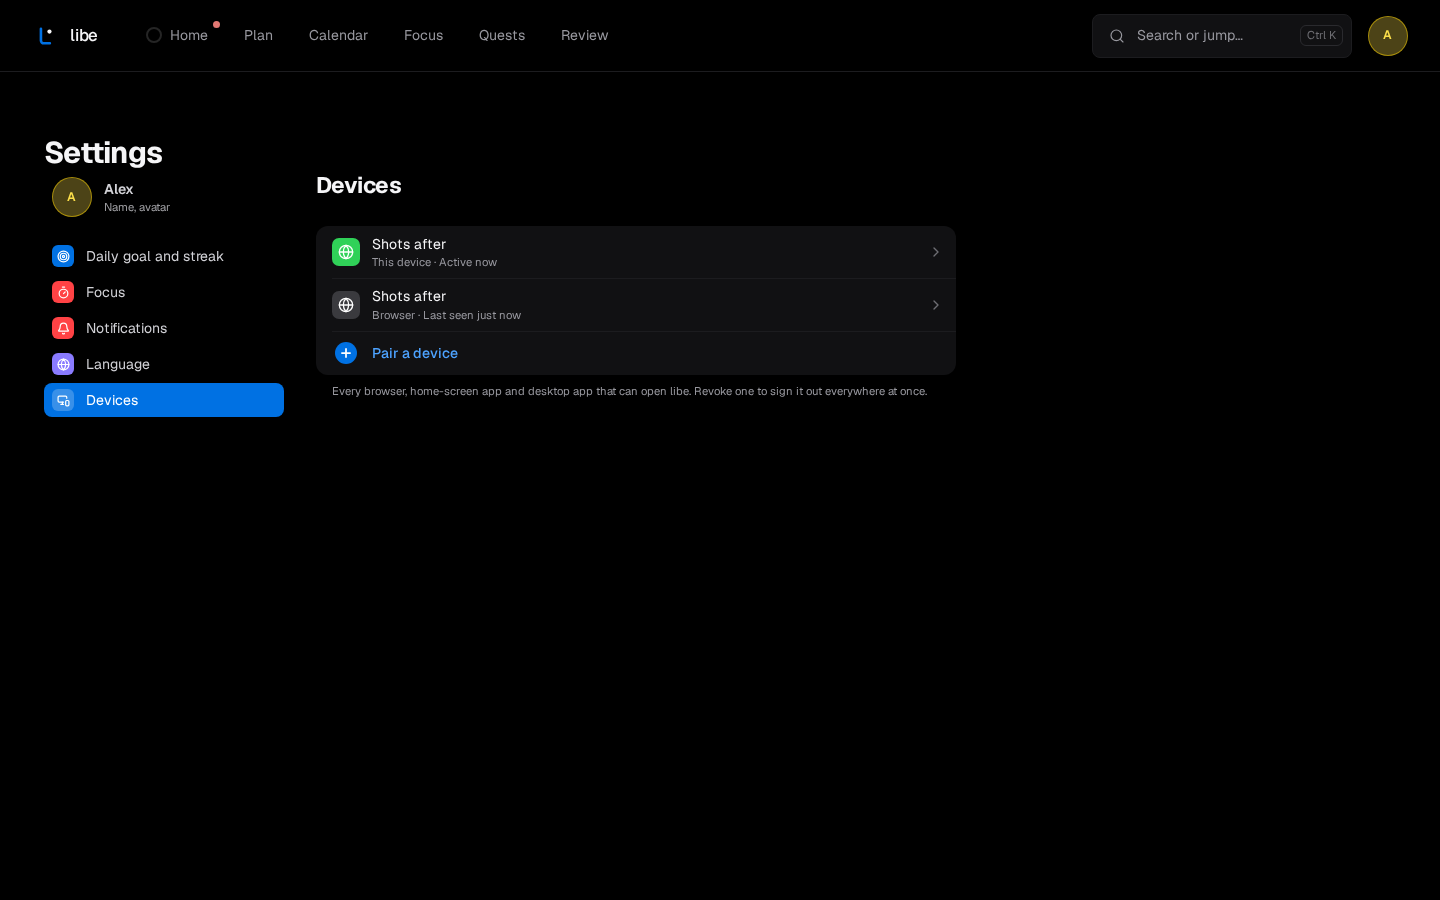 libe
Home
Plan
Calendar
Focus
Quests
Review
Search or jump...
Ctrl K
A
Settings
A
Alex
Name, avatar
Daily goal and streak
Focus
Notifications
Language
Devices
Devices
Shots after
This device · Active now
Shots after
Browser · Last seen just now
Pair a device
Every browser, home-screen app and desktop app that can open libe. Revoke one to sign it out everywhere at once.